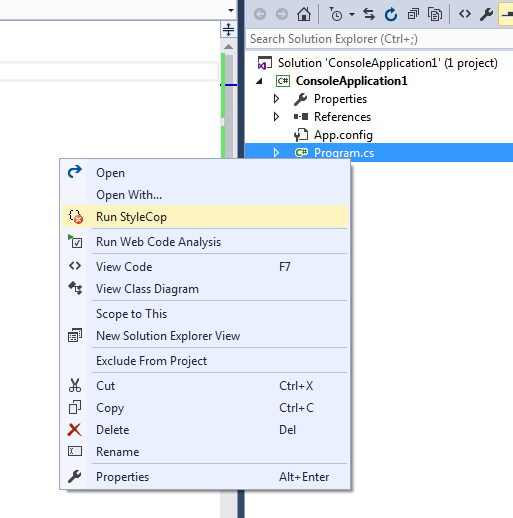 Search Solution Explorer (Ctrl+;)
Solution 'ConsoleApplication1' (1 project)
C# ConsoleApplication1
Properties
References
App.config
C# Program.cs
Open
Open With...
Run StyleCop
Run Web Code Analysis
View Code F7
View Class Diagram
Scope to This
New Solution Explorer View
Exclude From Project
Cut Ctrl+X
Copy Ctrl+C
Delete Del
Rename
Properties Alt+Enter